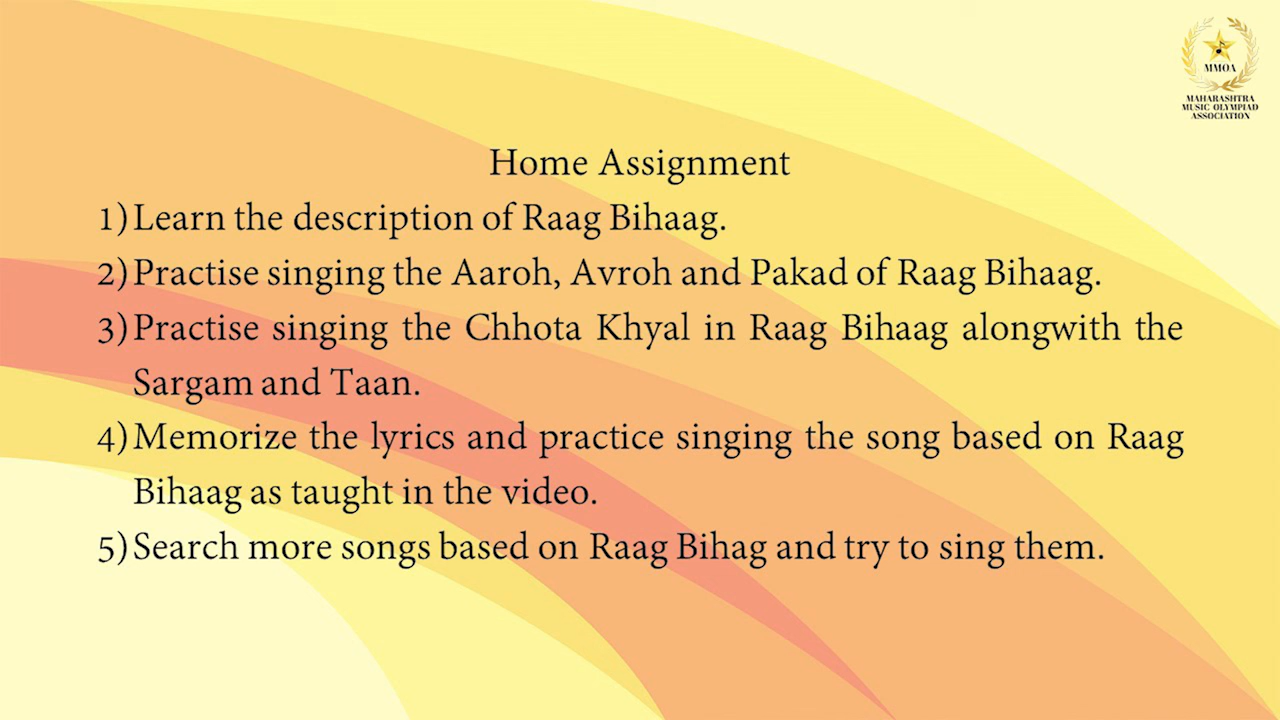 MMOA
MAHARASHTRA
MUSIC OLYMPIAD
ASSOCIATION
Home Assignment
1) Learn the description of Raag Bihaag.
2) Practise singing the Aaroh, Avroh and Pakad of Raag Bihaag.
3) Practise singing the Chhota Khyal in Raag Bihaag alongwith the
Sargam and Taan.
4) Memorize the lyrics and practice singing the song based on Raag
Bihaag as taught in the video.
5) Search more songs based on Raag Bihag and try to sing them.